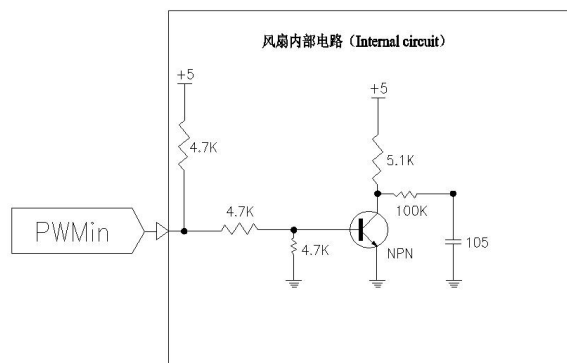 风扇内部电路（Internal circuit）
+5
+5
4.7K
5.1K
4.7K
100K
PWMin
4.7K
NPN
105